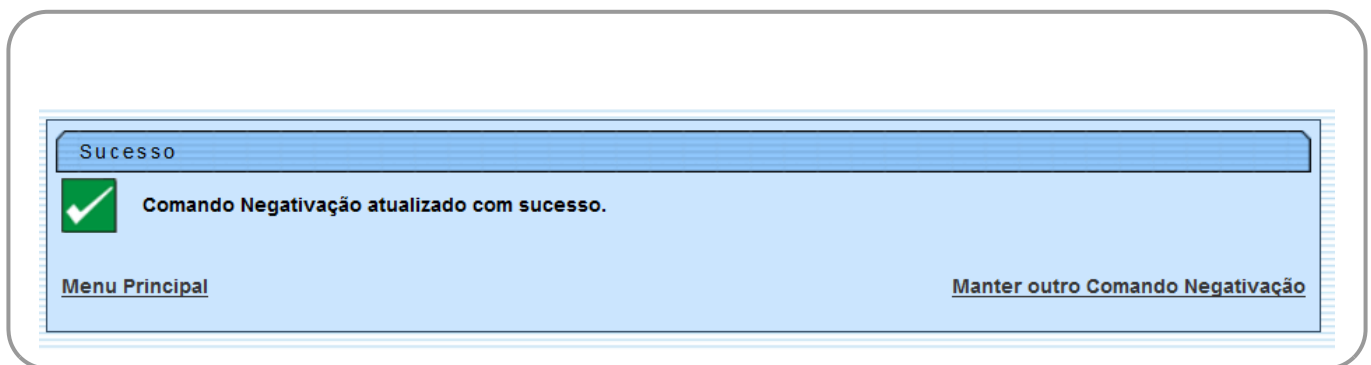 Sucesso
Comando Negativação atualizado com sucesso.
Menu Principal Manter outro Comando Negativação